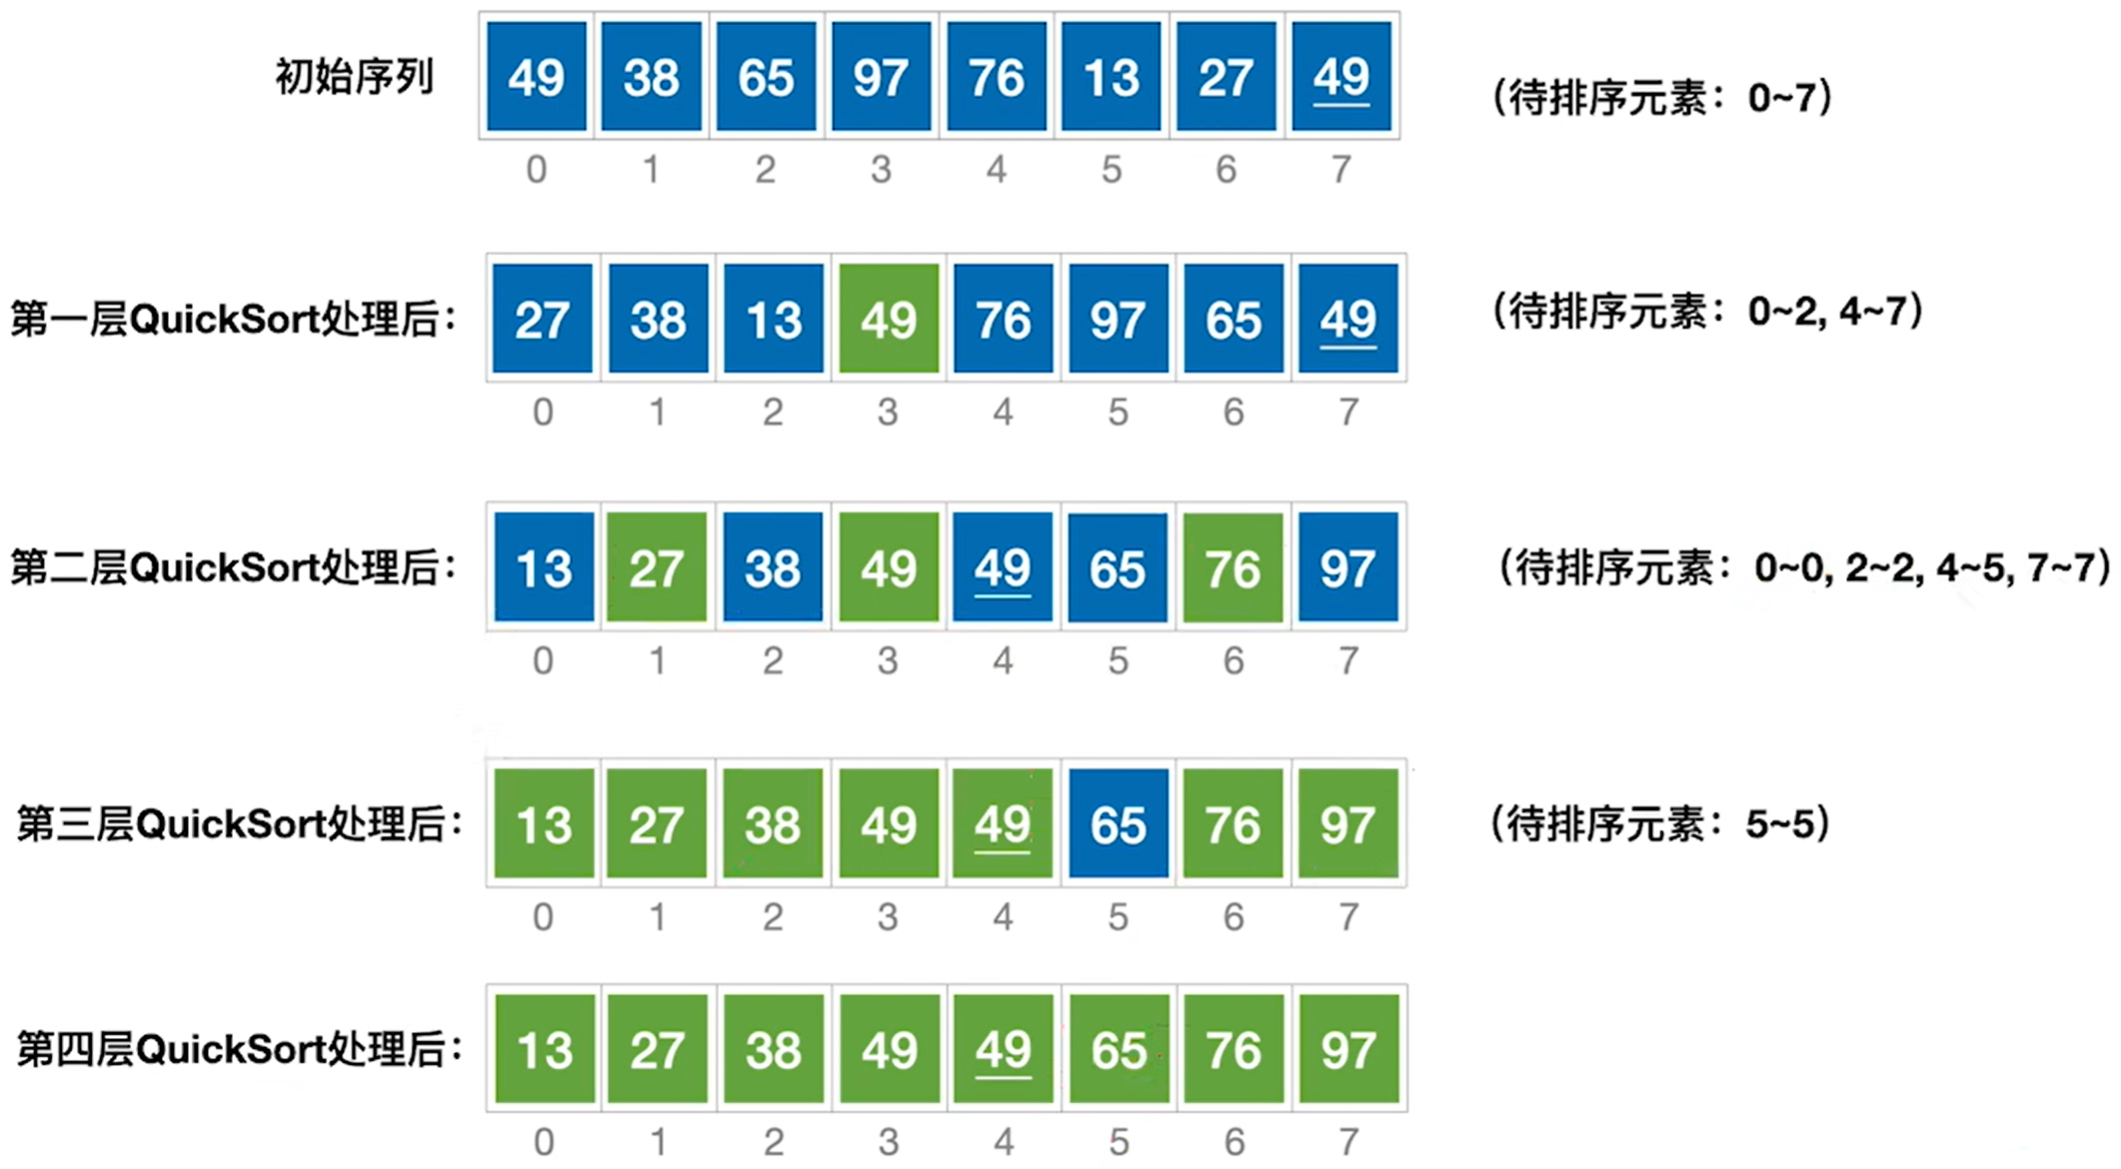 初始序列 49 38 65 97 76 13 27 49 (待排序元素：0~7)
0 1 2 3 4 5 6 7
第一层QuickSort处理后： 27 38 13 49 76 97 65 49 (待排序元素：0~2, 4~7)
0 1 2 3 4 5 6 7
第二层QuickSort处理后： 13 27 38 49 49 65 76 97 (待排序元素：0~0, 2~2, 4~5, 7~7)
0 1 2 3 4 5 6 7
第三层QuickSort处理后： 13 27 38 49 49 65 76 97 (待排序元素：5~5)
0 1 2 3 4 5 6 7
第四层QuickSort处理后： 13 27 38 49 49 65 76 97
0 1 2 3 4 5 6 7